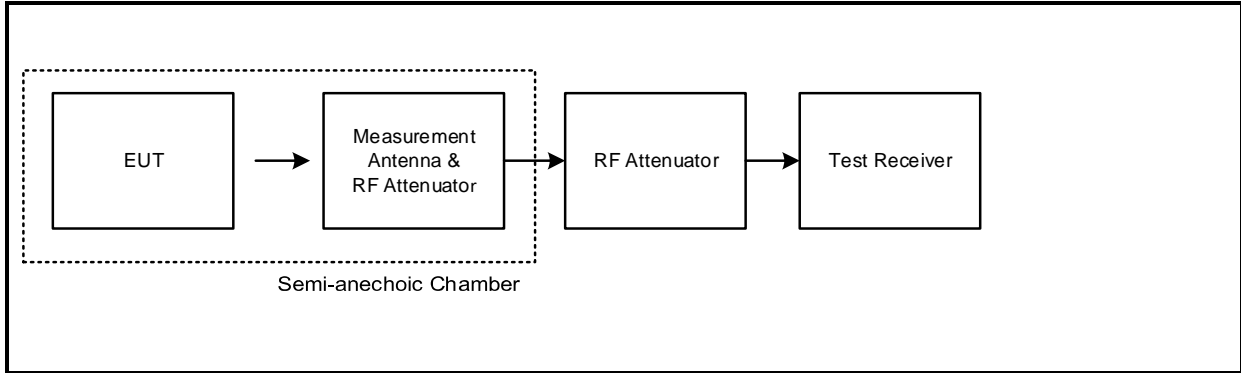 EUT
Measurement
Antenna &
RF Attenuator
RF Attenuator
Test Receiver
Semi-anechoic Chamber